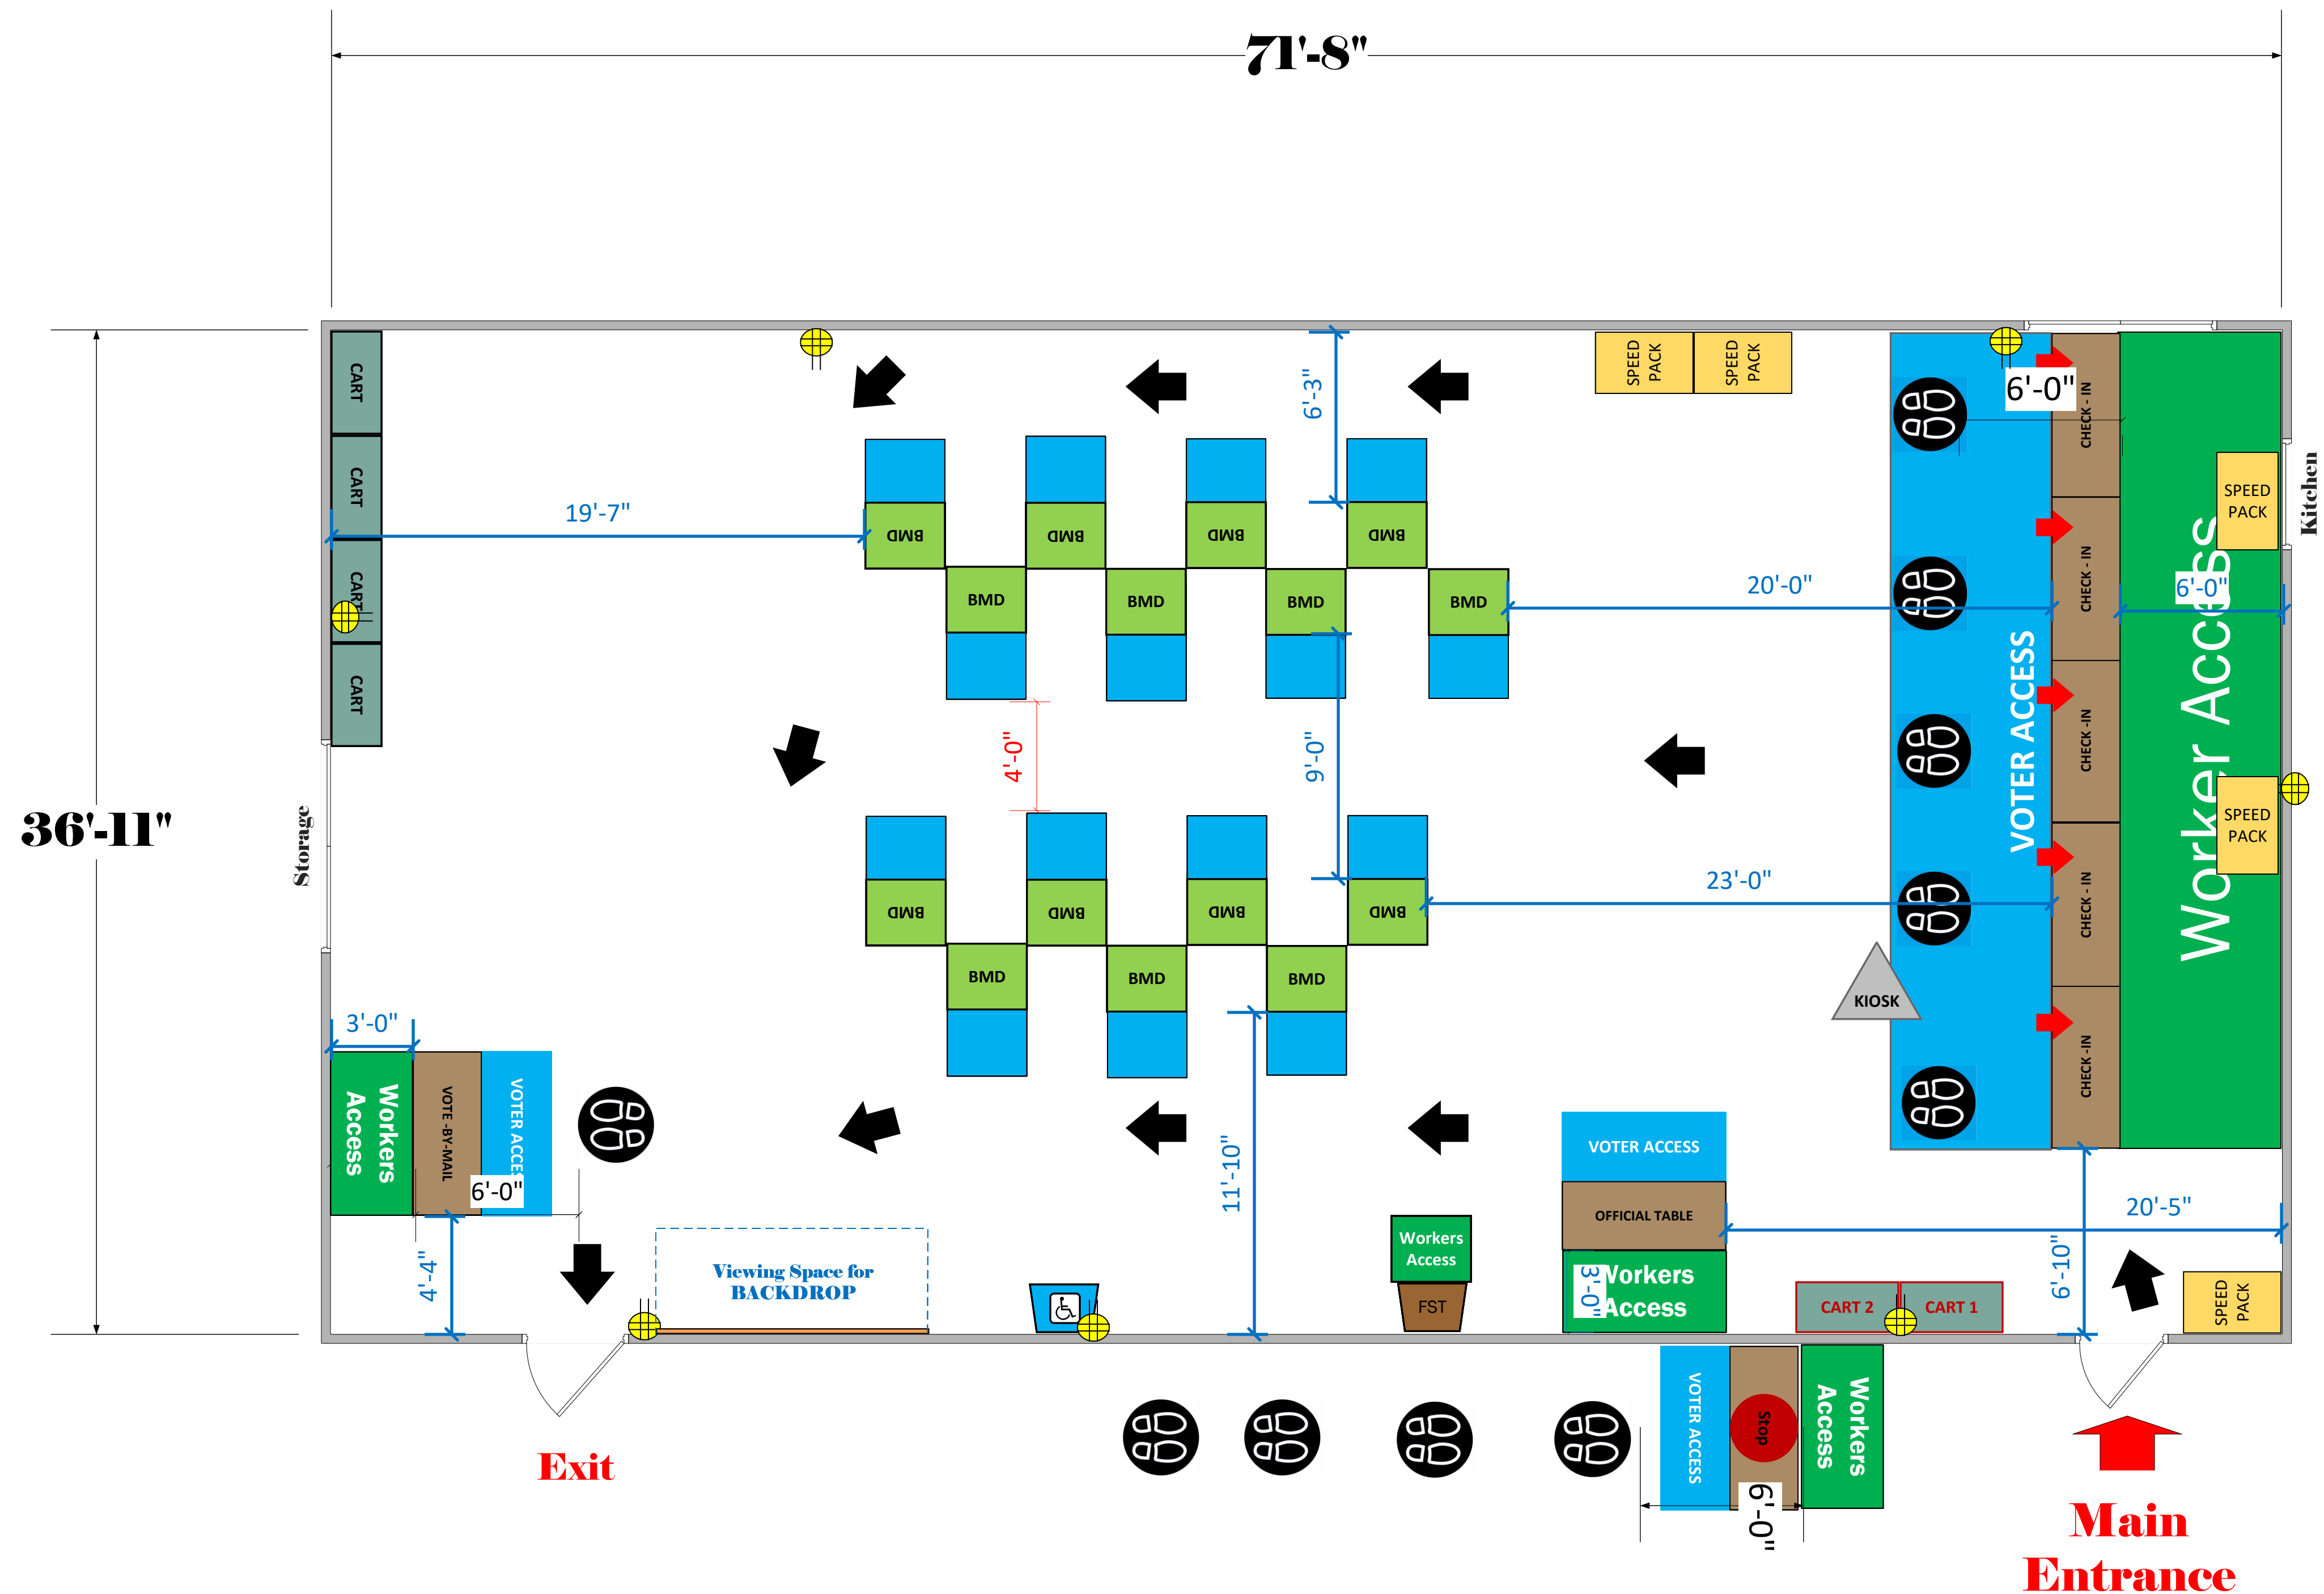 71'-8"
36'-11"
CART
CART
CART
CART
19'-7"
6'-3"
SPEED
PACK
SPEED
PACK
6'-0"
CHECK - IN
CHECK - IN
CHECK -IN
CHECK - IN
CHECK -IN
VOTER ACCESS
Worker Access
SPEED
PACK
SPEED
PACK
Kitchen
6'-0"
BMD
BMD
BMD
BMD
BMD
BMD
BMD
BMD
20'-0"
4'-0"
9'-0"
Storage
BMD
BMD
BMD
BMD
BMD
BMD
BMD
23'-0"
KIOSK
3'-0"
Workers
Access
VOTE -BY-MAIL
VOTER ACCESS
6'-0"
4'-4"
11'-10"
VOTER ACCESS
OFFICIAL TABLE
Workers
Access
3'-0"
20'-5"
6'-10"
Workers
Access
FST
Viewing Space for
BACKDROP
CART 2
CART 1
SPEED
PACK
VOTER ACCESS
Stop
Workers
Access
6'-0"
Exit
Main
Entrance